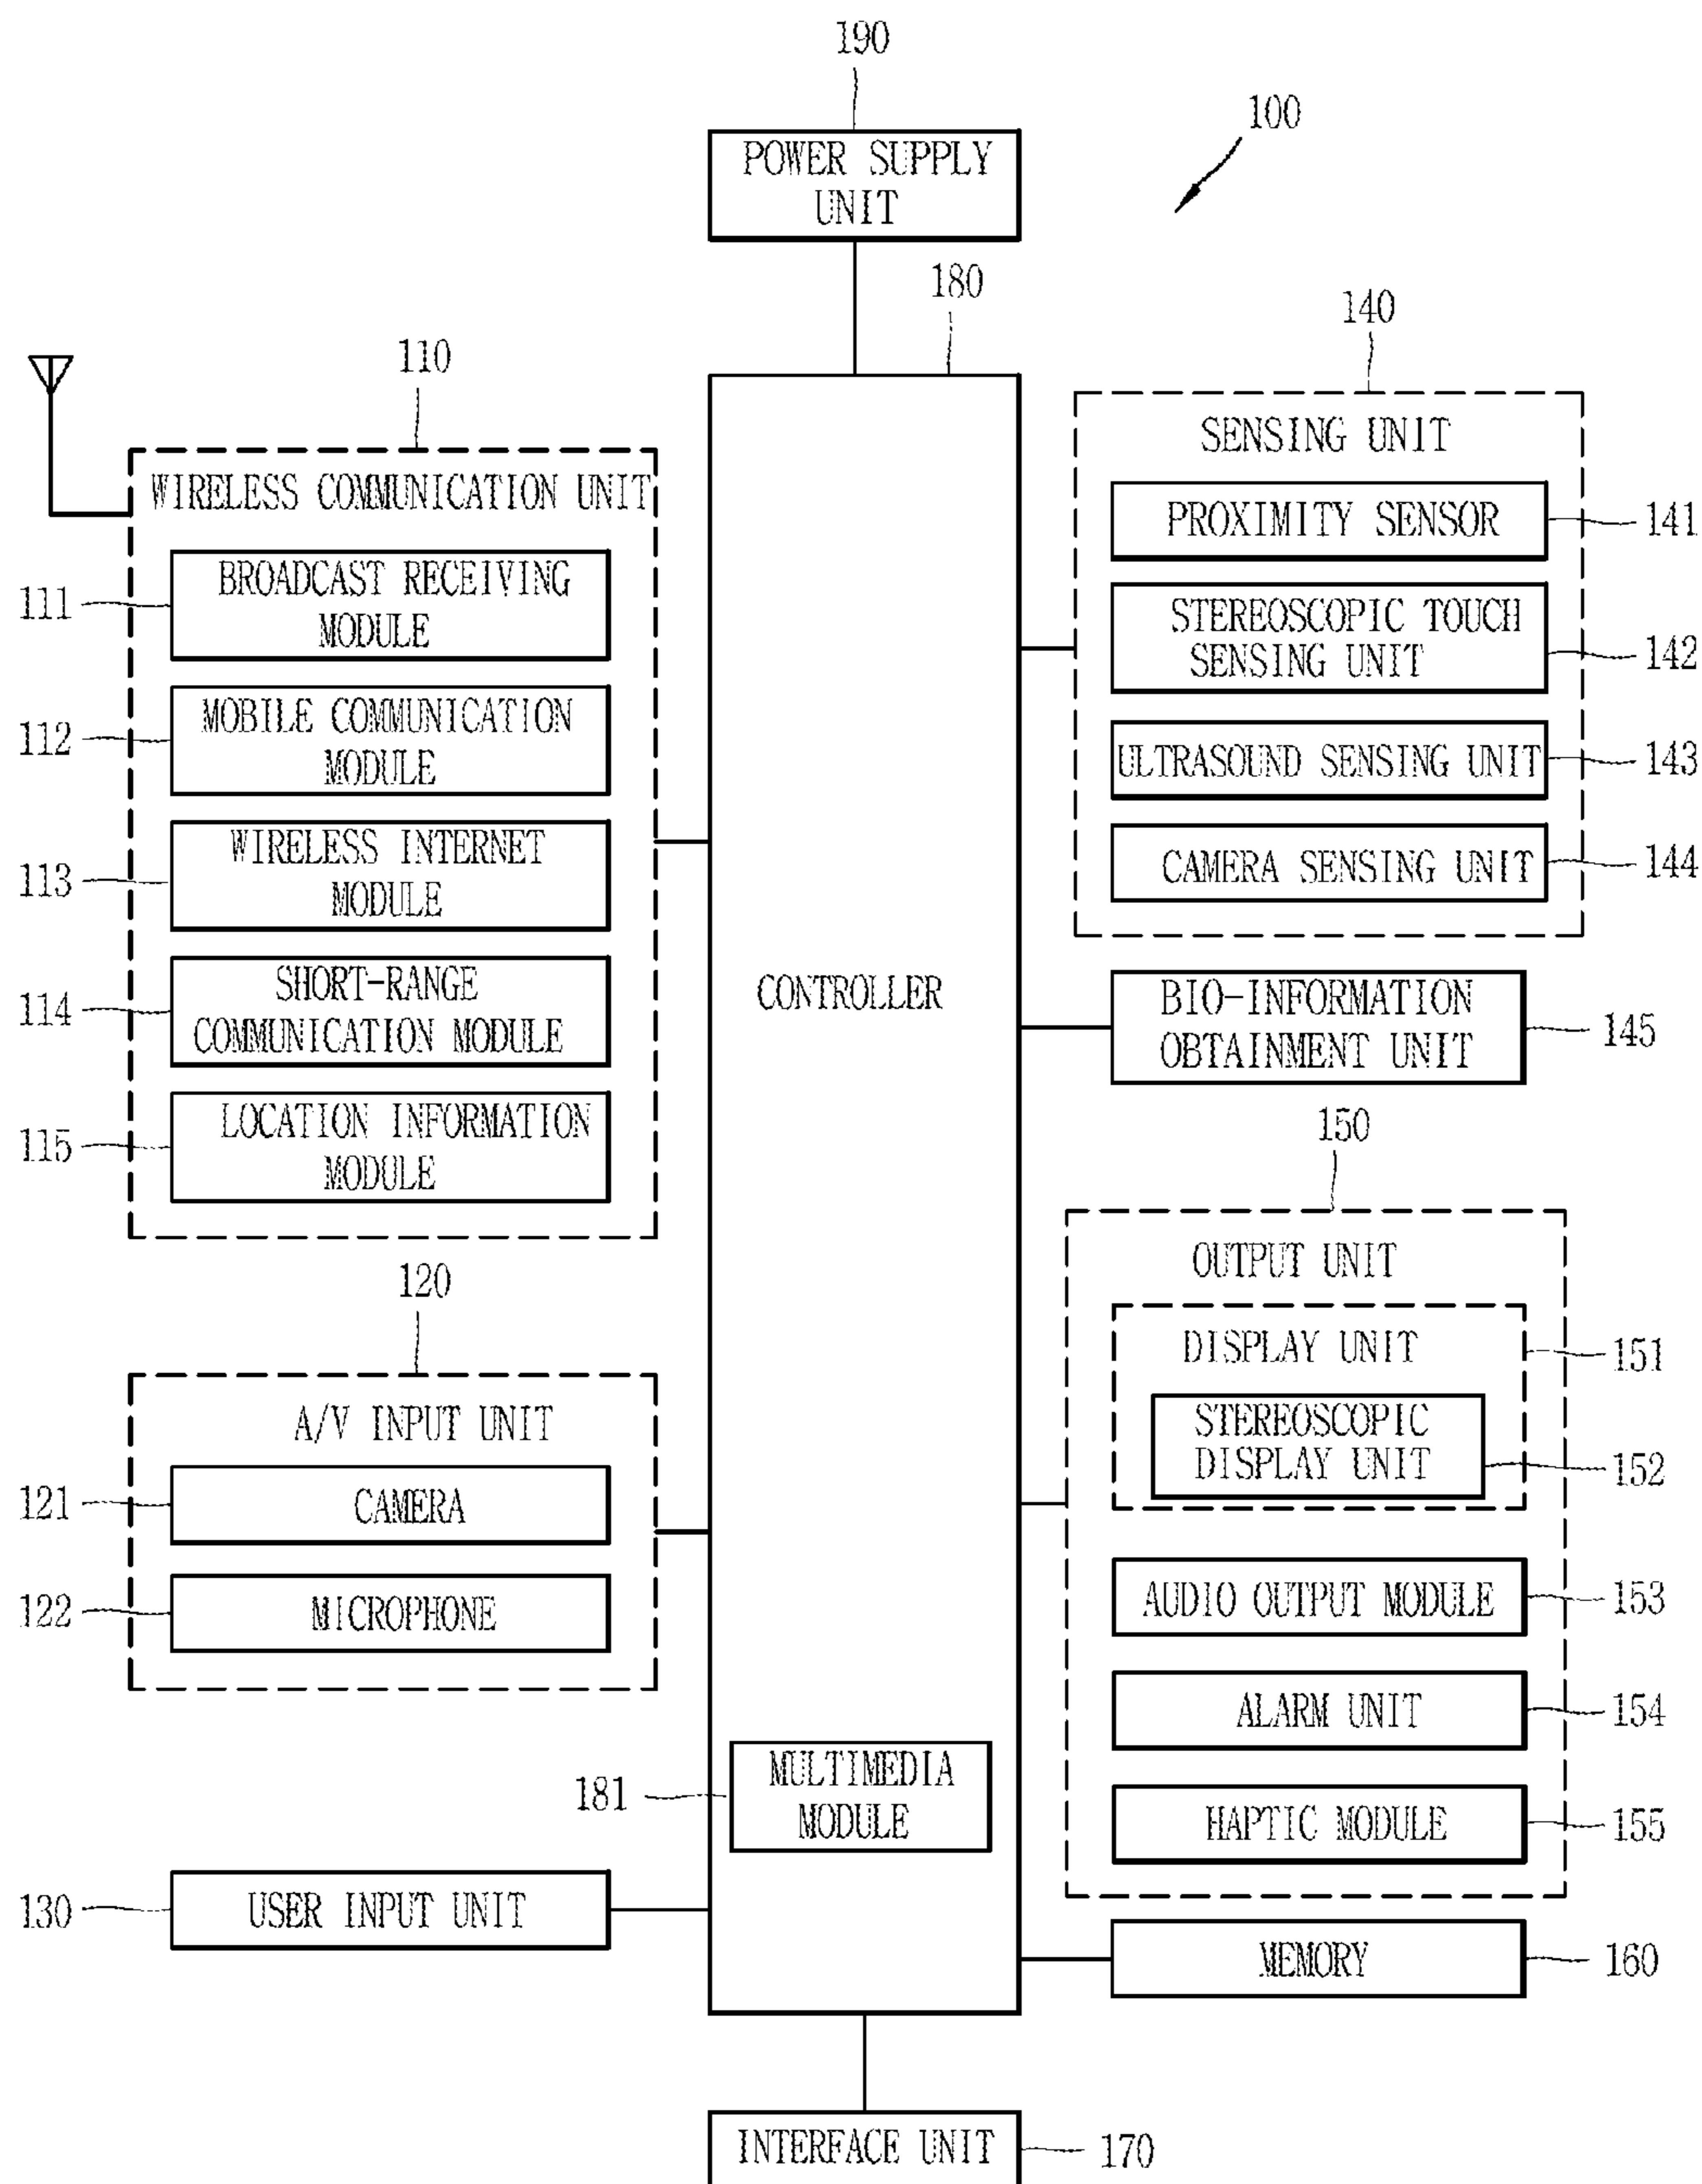 190
100
POWER SUPPLY
UNIT
180
110
WIRELESS COMMUNICATION UNIT
111
BROADCAST RECEIVING
MODULE
112
MOBILE COMMUNICATION
MODULE
113
WIRELESS INTERNET
MODULE
114
SHORT-RANGE
COMMUNICATION MODULE
115
LOCATION INFORMATION
MODULE
120
A/V INPUT UNIT
121
CAMERA
122
MICROPHONE
130
USER INPUT UNIT
CONTROLLER
181
MULTIMEDIA
MODULE
140
SENSING UNIT
PROXIMITY SENSOR
141
STEREOSCOPIC TOUCH
SENSING UNIT
142
ULTRASOUND SENSING UNIT
143
CAMERA SENSING UNIT
144
BIO-INFORMATION
OBTAINMENT UNIT
145
150
OUTPUT UNIT
DISPLAY UNIT
151
STEREOSCOPIC
DISPLAY UNIT
152
AUDIO OUTPUT MODULE
153
ALARM UNIT
154
HAPTIC MODULE
155
MEMORY
160
INTERFACE UNIT
170